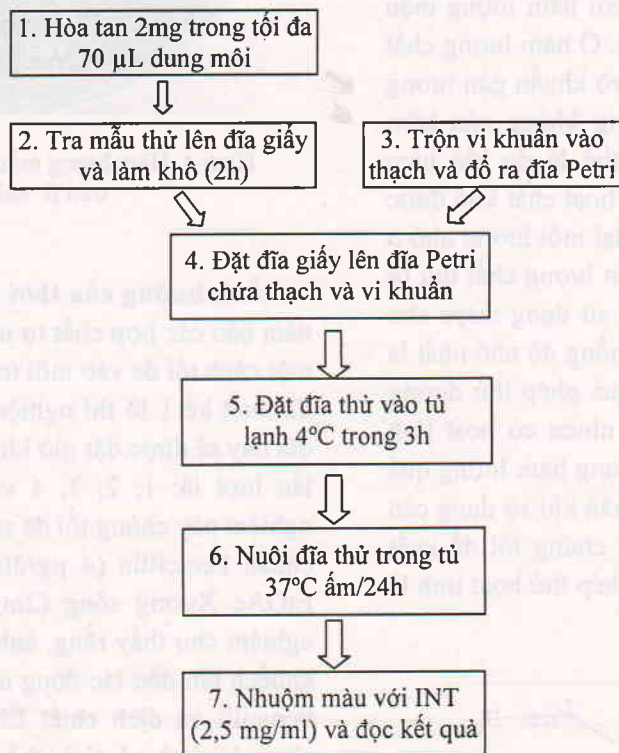 1. Hòa tan 2mg trong tối đa
70 µL dung môi
2. Tra mẫu thử lên đĩa giấy
và làm khô (2h)
3. Trộn vi khuẩn vào
thạch và đổ ra đĩa Petri
4. Đặt đĩa giấy lên đĩa Petri
chứa thạch và vi khuẩn
5. Đặt đĩa thử vào tủ
lạnh 4°C trong 3h
6. Nuôi đĩa thử trong tủ
37°C ấm/24h
7. Nhuộm màu với INT
(2,5 mg/ml) và đọc kết quả